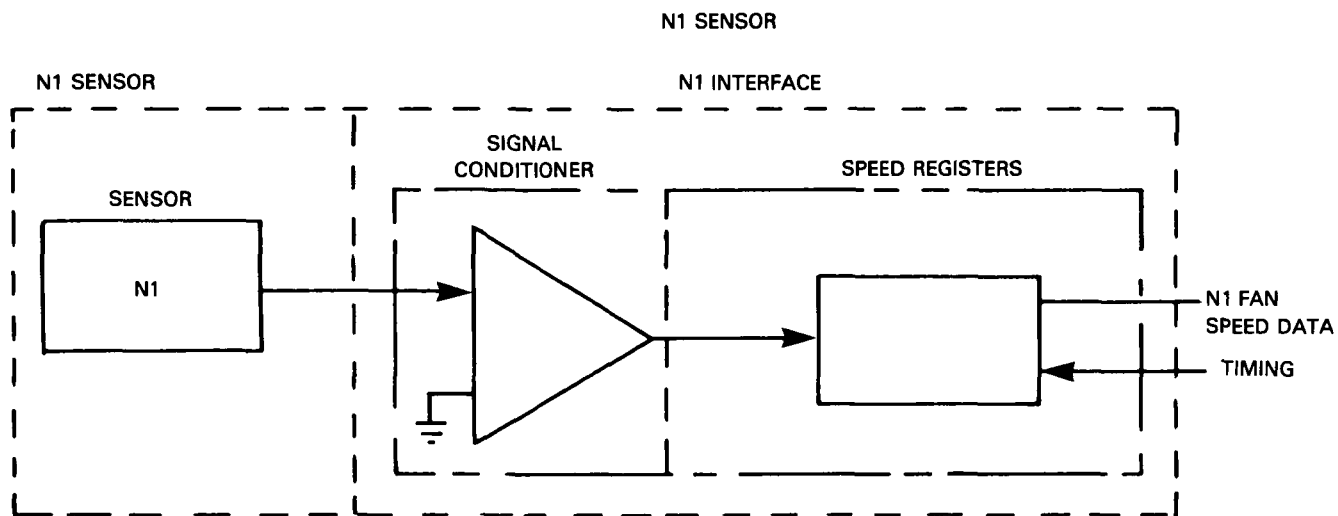 N1 SENSOR
N1 SENSOR
N1 INTERFACE
SIGNAL
CONDITIONER
SPEED REGISTERS
SENSOR
N1
N1 FAN
SPEED DATA
TIMING